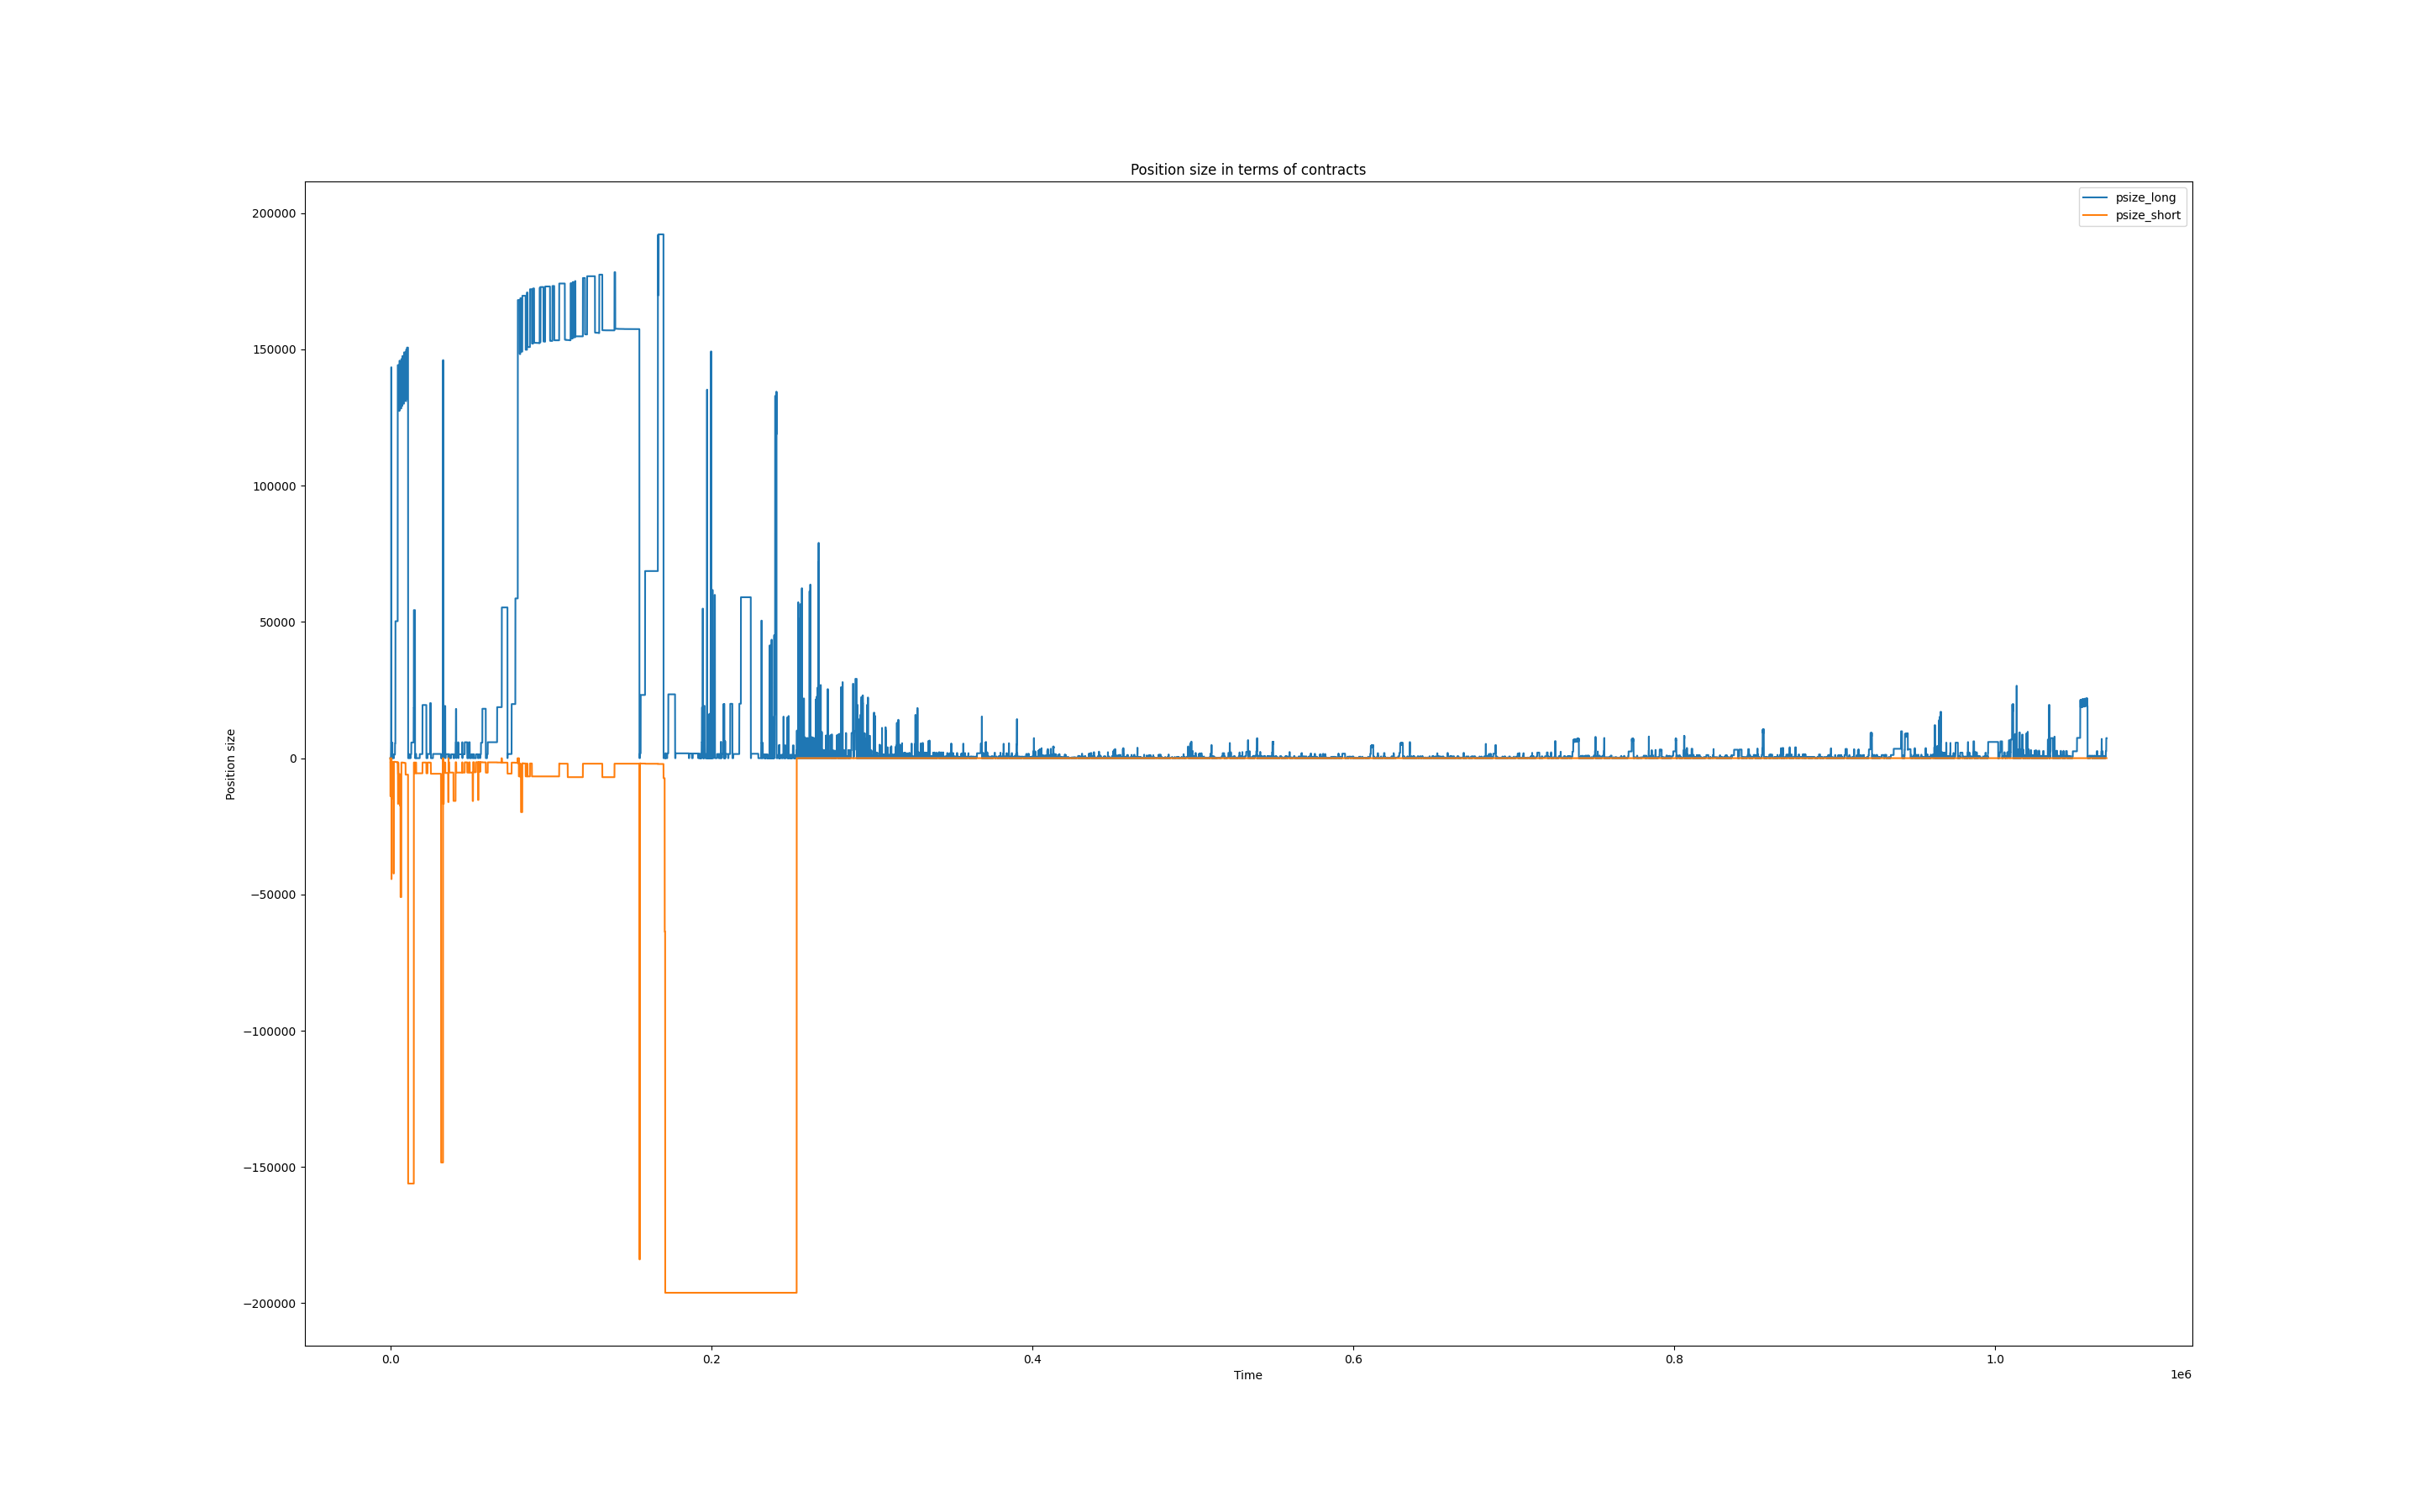 Position size in terms of contracts
psize_long
psize_short
200000
150000
100000
50000
0
−50000
−100000
−150000
−200000
Position size
0.0 0.2 0.4 0.6 0.8 1.0
Time
1e6